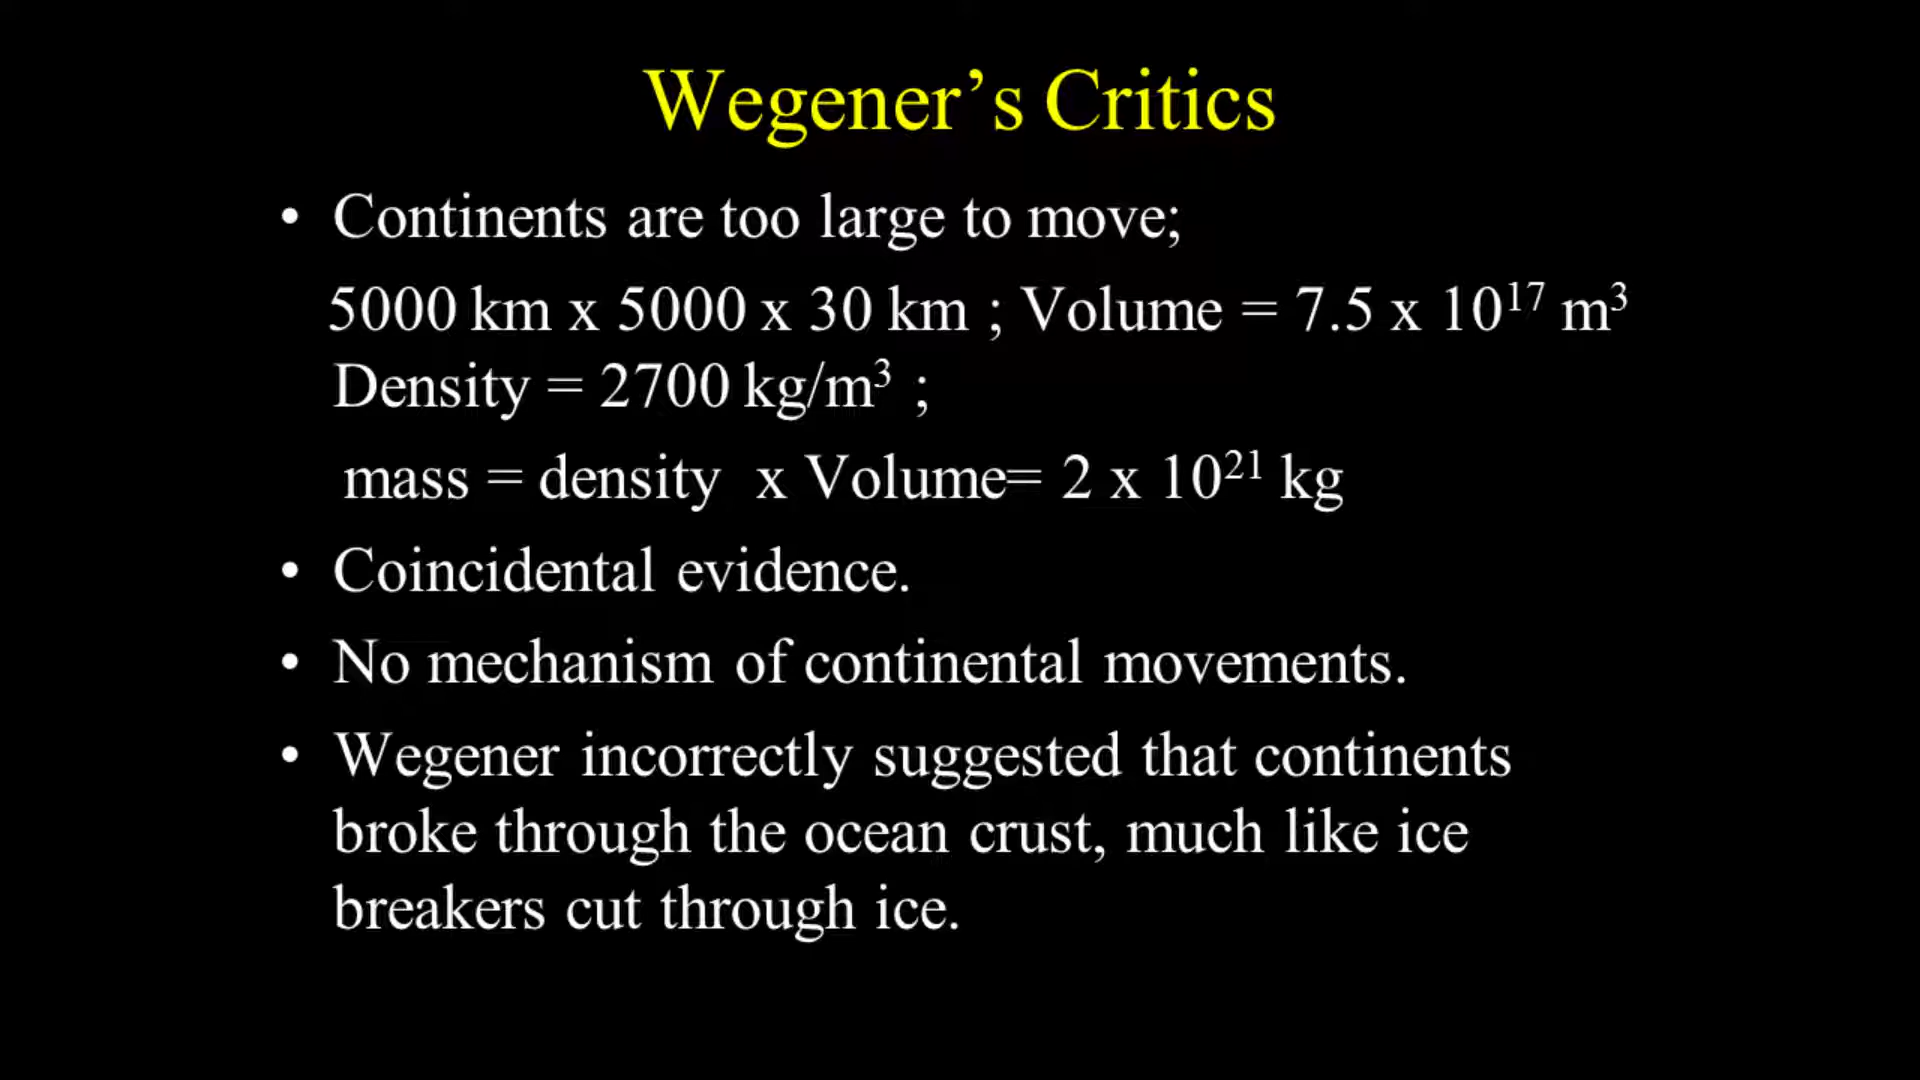 Wegener’s Critics
• Continents are too large to move;
5000 km x 5000 x 30 km ; Volume = 7.5 x 10¹⁷ m³
Density = 2700 kg/m³ ;
mass = density x Volume= 2 x 10²¹ kg
• Coincidental evidence.
• No mechanism of continental movements.
• Wegener incorrectly suggested that continents
broke through the ocean crust, much like ice
breakers cut through ice.